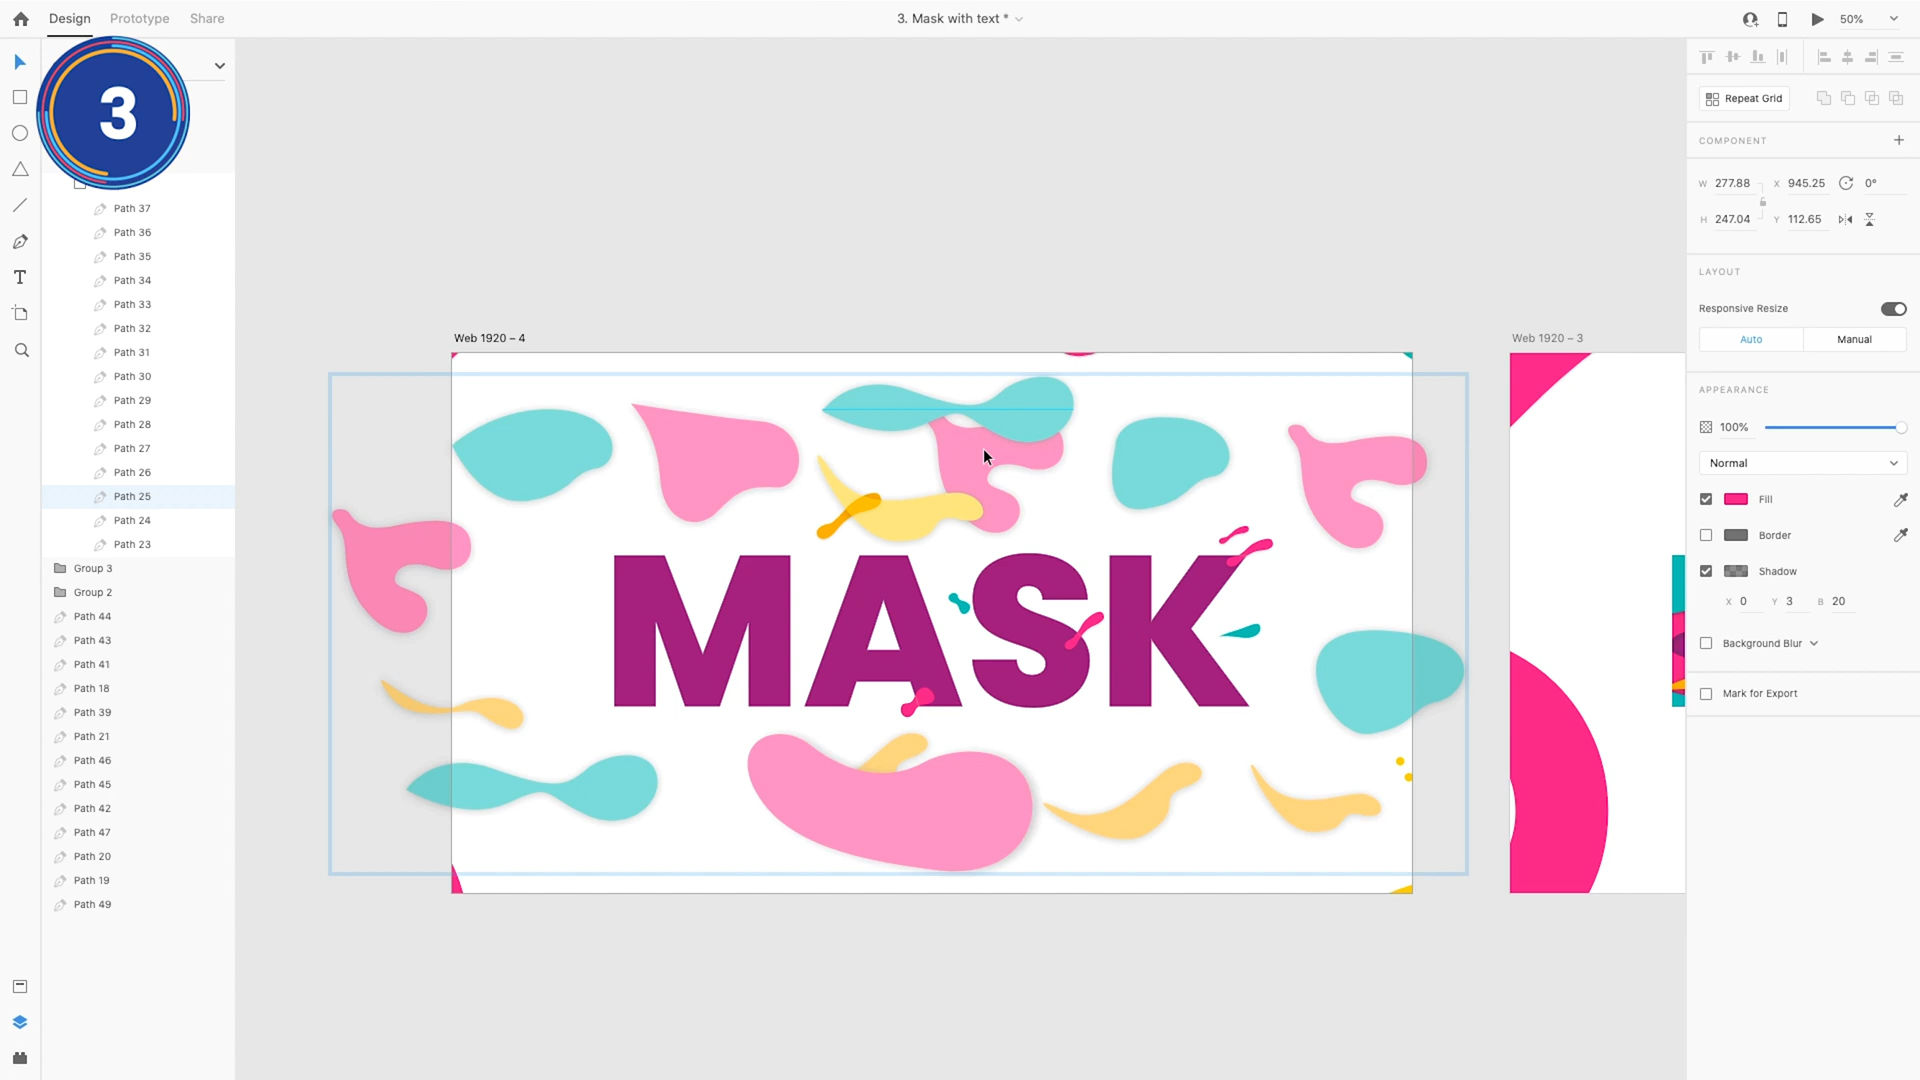 Design Prototype Share
3. Mask with text *
50%
3
Repeat Grid
COMPONENT
W 277.88 X 945.25 0°
H 247.04 Y 112.65
LAYOUT
Responsive Resize
Auto Manual
APPEARANCE
100%
Normal
Fill
Border
Shadow
X 0 Y 3 B 20
Background Blur
Mark for Export
Path 37
Path 36
Path 35
Path 34
Path 33
Path 32
Path 31
Path 30
Path 29
Path 28
Path 27
Path 26
Path 25
Path 24
Path 23
Group 3
Group 2
Path 44
Path 43
Path 41
Path 18
Path 39
Path 21
Path 46
Path 45
Path 42
Path 47
Path 20
Path 19
Path 49
Web 1920 – 4
Web 1920 – 3
MASK